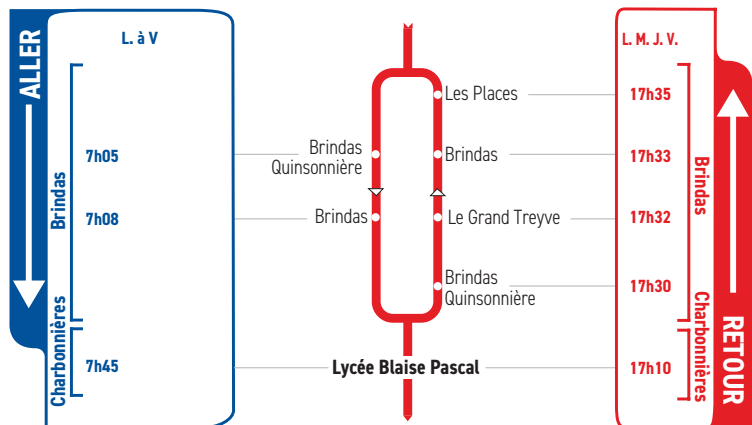 ALLER
L. à V
Brindas
7h05
7h08
Charbonnières
7h45
Les Places
Brindas
Quinsonnière
Brindas
Brindas
Le Grand Treyve
Brindas
Quinsonnière
Lycée Blaise Pascal
L. M. J. V.
17h35
17h33
17h32
17h30
17h10
Brindas
Charbonnières
RETOUR